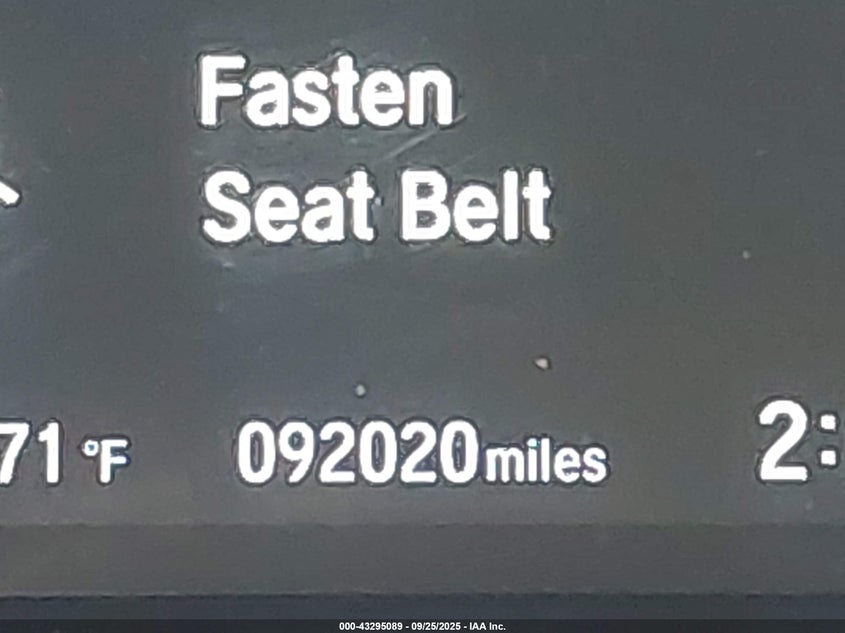 Fasten
Seat Belt
71 °F 092020 miles 2:
000-43295089 - 09/25/2025 - IAA Inc.